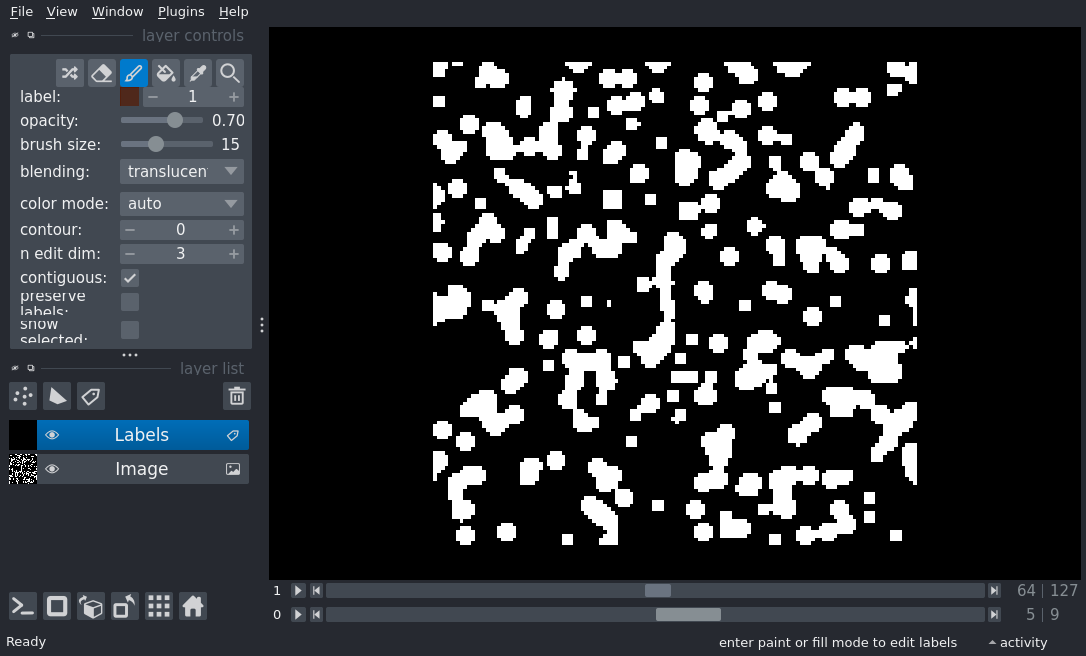 File View Window Plugins Help
layer controls
label: 1
opacity: 0.70
brush size: 15
blending: translucen
color mode: auto
contour: 0
n edit dim: 3
contiguous:
preserve
labels:
show
selected:
layer list
Labels
Image
1 64 | 127
0 5 | 9
Ready enter paint or fill mode to edit labels activity